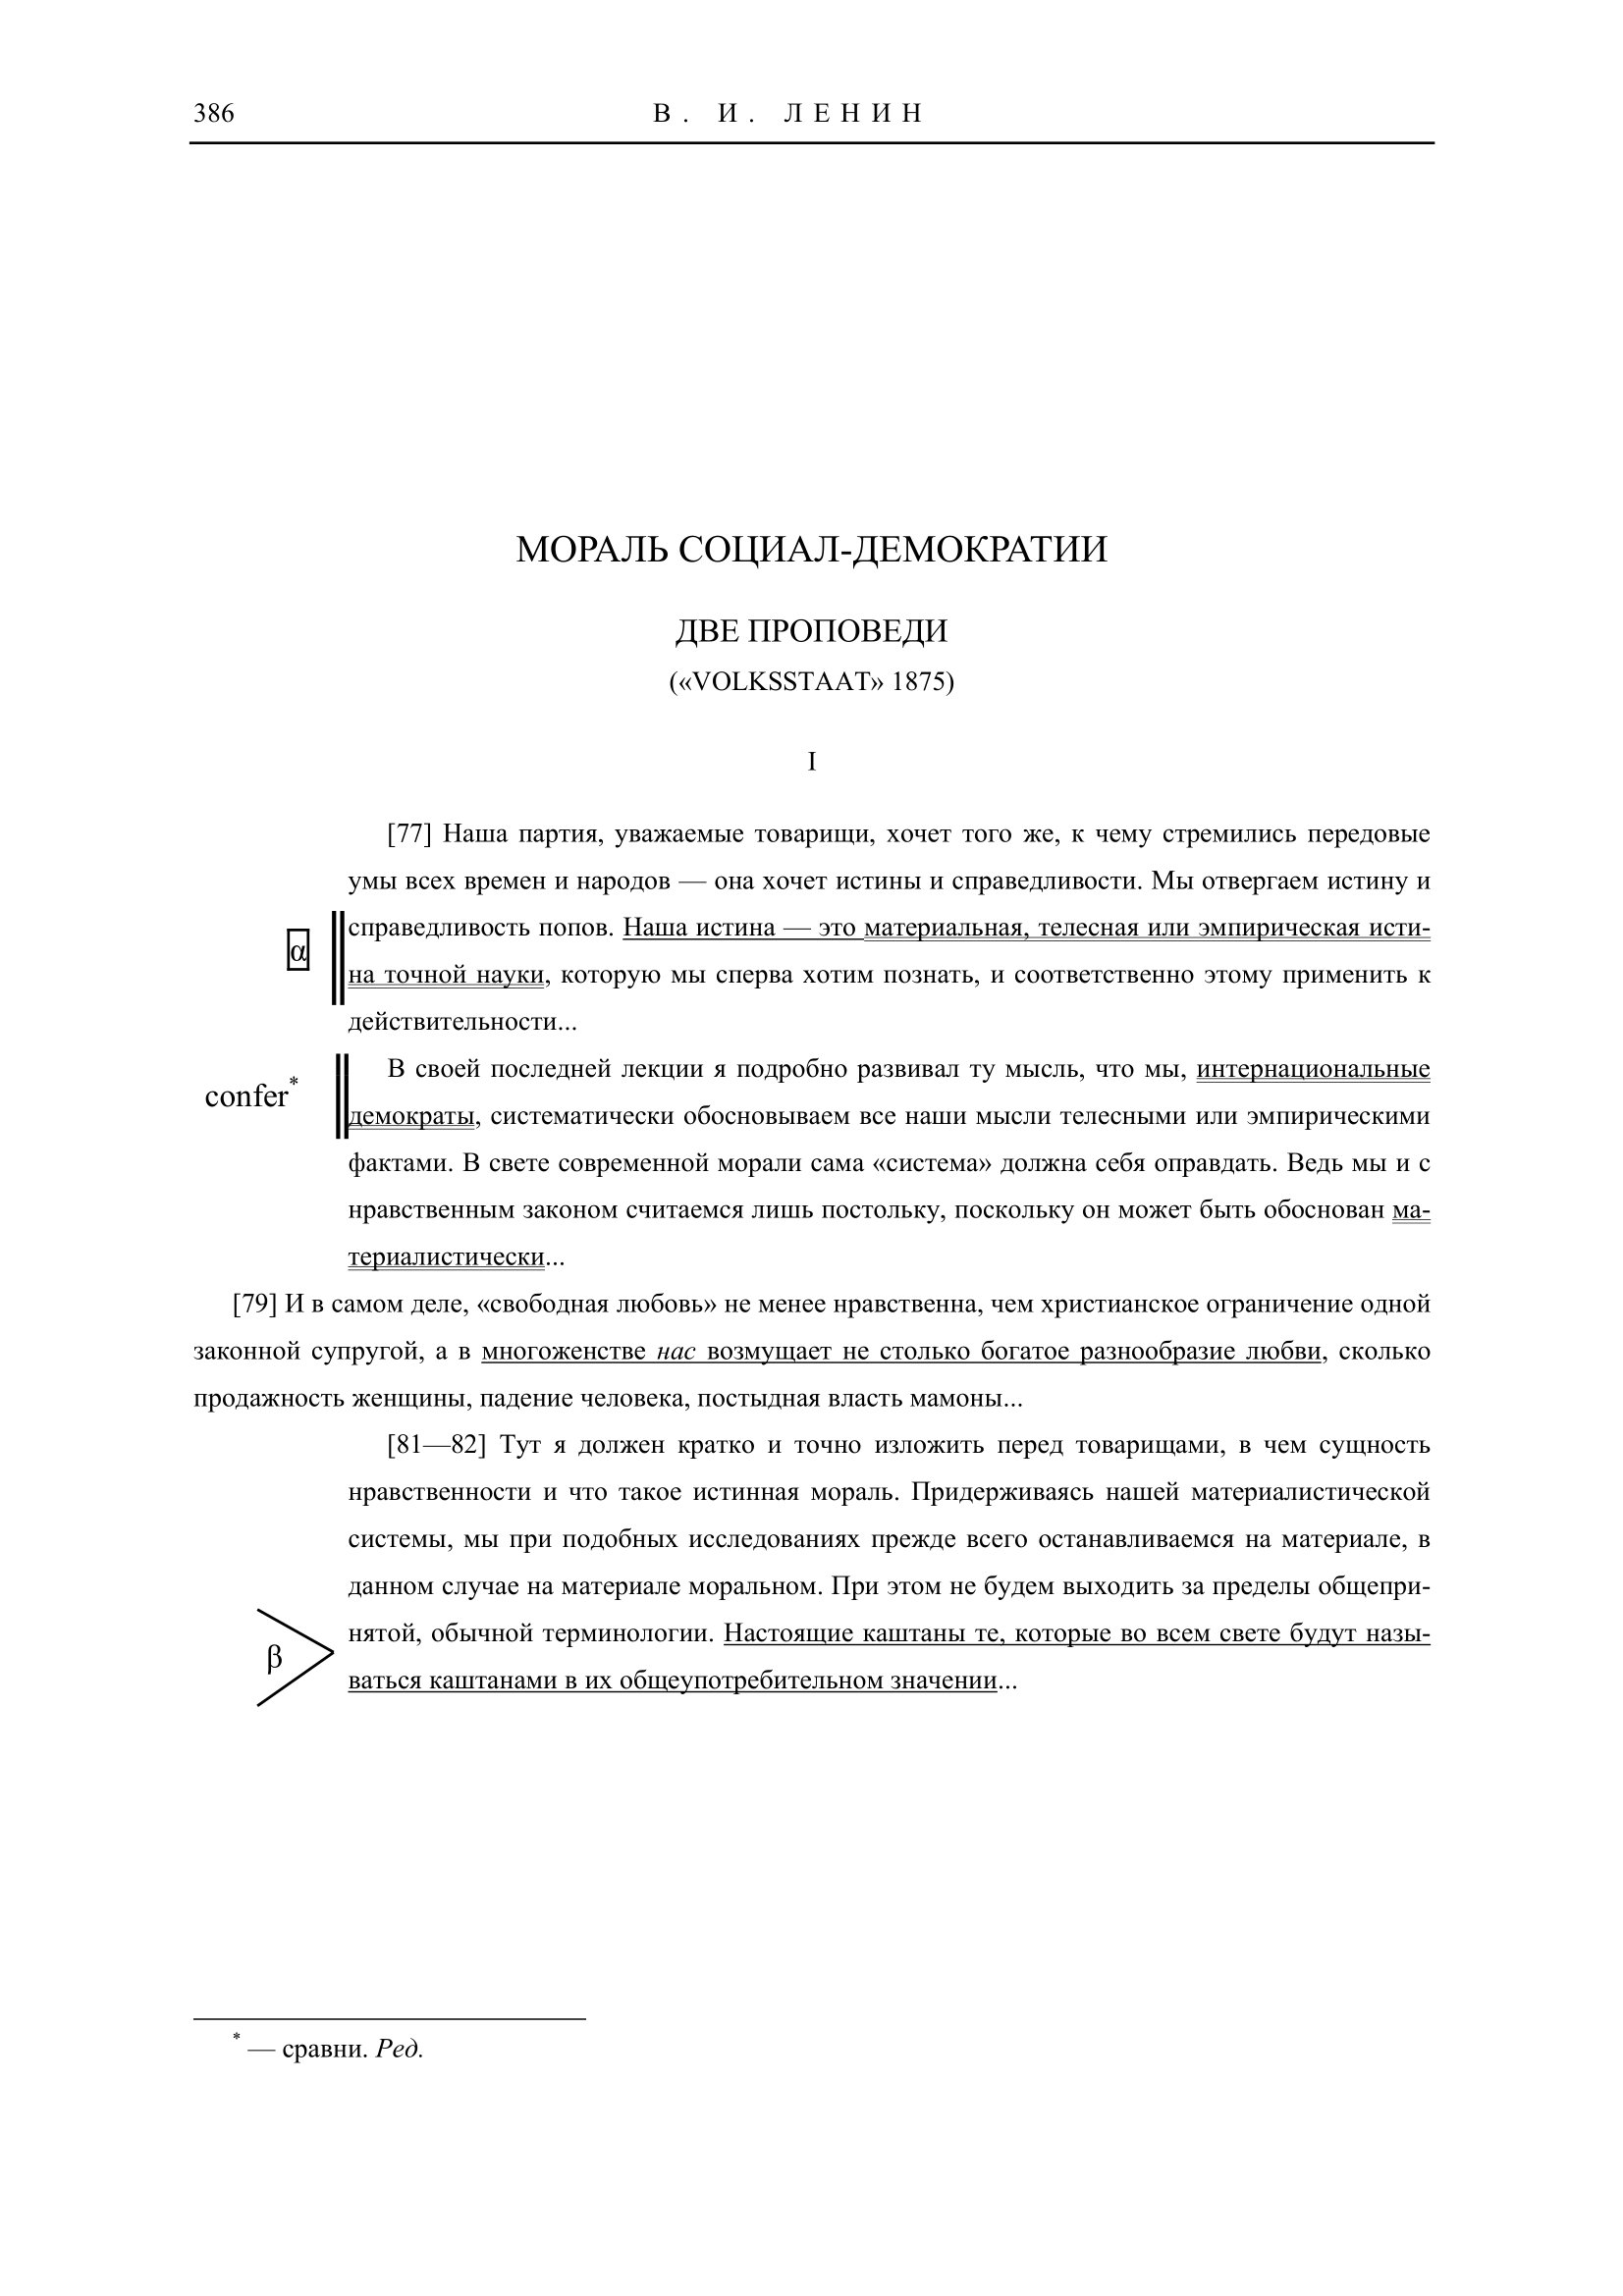 386
В. И. ЛЕНИН
МОРАЛЬ СОЦИАЛ-ДЕМОКРАТИИ
ДВЕ ПРОПОВЕДИ
(«VOLKSSTAAT» 1875)
I
[77] Наша партия, уважаемые товарищи, хочет того же, к чему стремились передовые
умы всех времен и народов — она хочет истины и справедливости. Мы отвергаем истину и
справедливость попов. Наша истина — это материальная, телесная или эмпирическая исти-
α
на точной науки, которую мы сперва хотим познать, и соответственно этому применить к
действительности...
В своей последней лекции я подробно развивал ту мысль, что мы, интернациональные
confer*
демократы, систематически обосновываем все наши мысли телесными или эмпирическими
фактами. В свете современной морали сама «система» должна себя оправдать. Ведь мы и с
нравственным законом считаемся лишь постольку, поскольку он может быть обоснован ма-
териалистически...
[79] И в самом деле, «свободная любовь» не менее нравственна, чем христианское ограничение одной
законной супругой, а в многоженстве нас возмущает не столько богатое разнообразие любви, сколько
продажность женщины, падение человека, постыдная власть мамоны...
[81—82] Тут я должен кратко и точно изложить перед товарищами, в чем сущность
нравственности и что такое истинная мораль. Придерживаясь нашей материалистической
системы, мы при подобных исследованиях прежде всего останавливаемся на материале, в
данном случае на материале моральном. При этом не будем выходить за пределы общепри-
нятой, обычной терминологии. Настоящие каштаны те, которые во всем свете будут назы-
β
ваться каштанами в их общеупотребительном значении...
* — сравни. Ред.